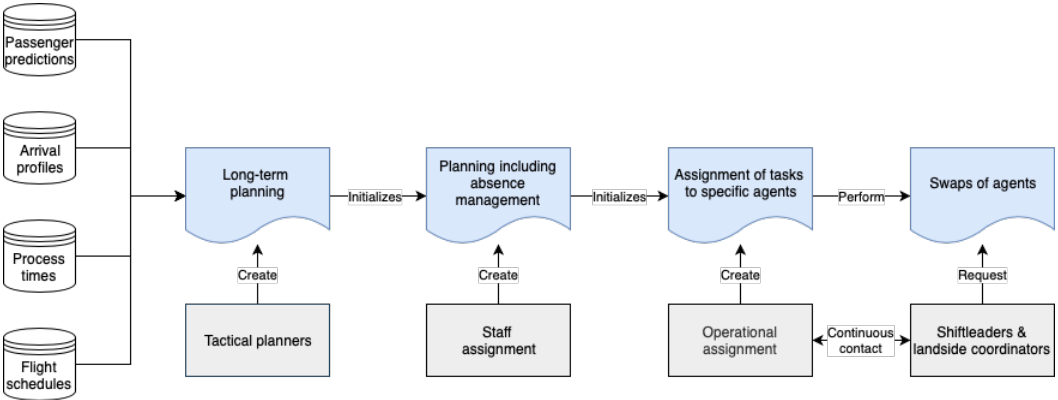 Passenger
predictions
Arrival
profiles
Process
times
Flight
schedules
Long-term
planning
Initializes
Planning including
absence
management
Initializes
Assignment of tasks
to specific agents
Perform
Swaps of agents
Create
Create
Create
Request
Tactical planners
Staff
assignment
Operational
assignment
Continuous
contact
Shiftleaders &
landside coordinators